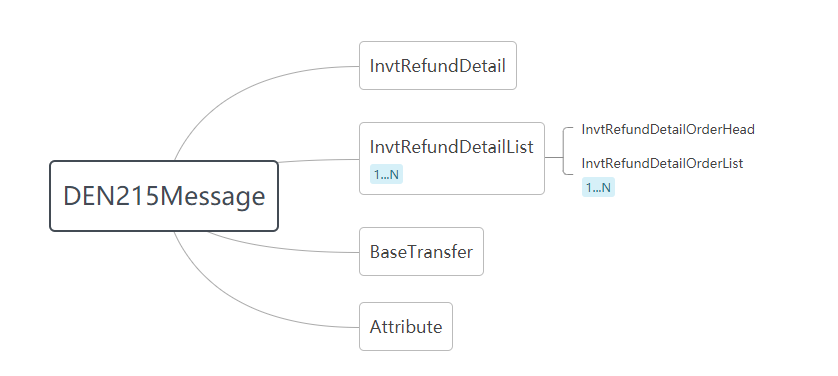 DEN215Message
InvtRefundDetail
InvtRefundDetailList
1...N
InvtRefundDetailOrderHead
InvtRefundDetailOrderList
1...N
BaseTransfer
Attribute